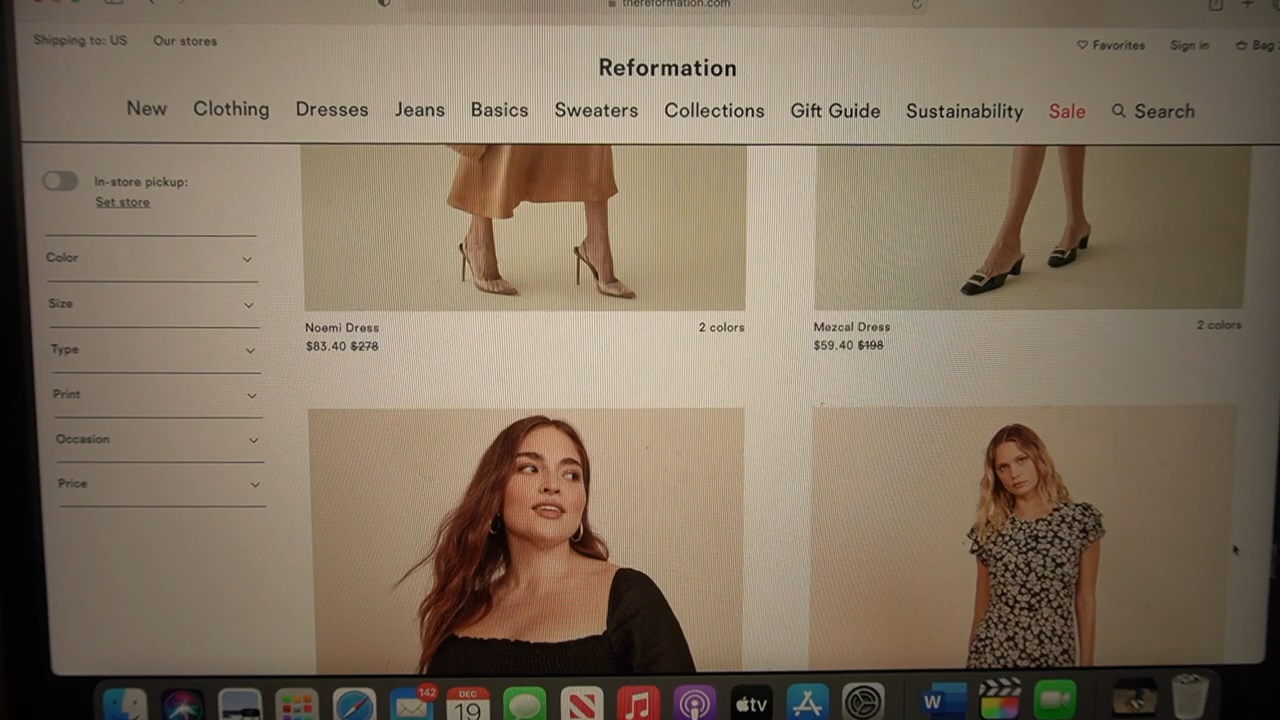 thereformation.com
Shipping to: US Our stores
Favorites Sign in Bag
Reformation
New Clothing Dresses Jeans Basics Sweaters Collections Gift Guide Sustainability Sale Search
In-store pickup:
Set store
Color
Size
Type
Print
Occasion
Price
Noemi Dress 2 colors
$83.40 $278
Mezcal Dress 2 colors
$59.40 $198
142
DEC
19
tv
W